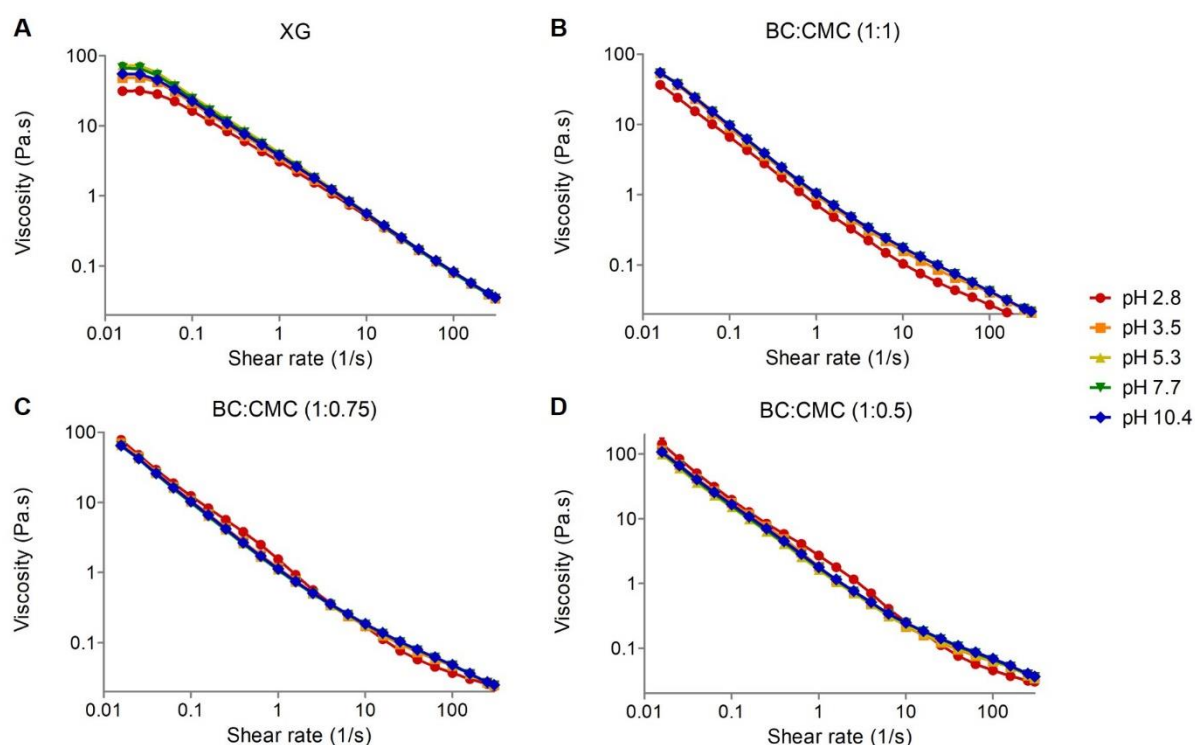 A
XG
100
10
1
0.1
Viscosity (Pa.s)
0.01
0.1
1
10
100
Shear rate (1/s)
B
BC:CMC (1:1)
100
10
1
0.1
Viscosity (Pa.s)
0.01
0.1
1
10
100
Shear rate (1/s)
pH 2.8
pH 3.5
pH 5.3
pH 7.7
pH 10.4
C
BC:CMC (1:0.75)
100
10
1
0.1
Viscosity (Pa.s)
0.01
0.1
1
10
100
Shear rate (1/s)
D
BC:CMC (1:0.5)
100
10
1
0.1
Viscosity (Pa.s)
0.01
0.1
1
10
100
Shear rate (1/s)